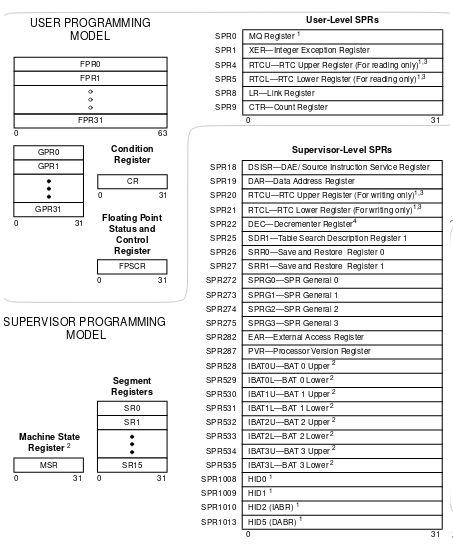 USER PROGRAMMING
MODEL
FPR0
FPR1
FPR31
0 63
GPR0
GPR1
GPR31
0 31
Condition
Register
CR
0 31
Floating Point
Status and
Control
Register
FPSCR
0 31
SUPERVISOR PROGRAMMING
MODEL
Machine State
Register 2
MSR
0 31
Segment
Registers
SR0
SR1
SR15
0 31
User-Level SPRs
SPR0 MQ Register 1
SPR1 XER—Integer Exception Register
SPR4 RTCU—RTC Upper Register (For reading only)1,3
SPR5 RTCL—RTC Lower Register (For reading only)1,3
SPR8 LR—Link Register
SPR9 CTR—Count Register
0 31
Supervisor-Level SPRs
SPR18 DSISR—DAE/ Source Instruction Service Register
SPR19 DAR—Data Address Register
SPR20 RTCU—RTC Upper Register (For writing only)1,3
SPR21 RTCL—RTC Lower Register (For writing only)1,3
SPR22 DEC—Decrementer Register4
SPR25 SDR1—Table Search Description Register 1
SPR26 SRR0—Save and Restore Register 0
SPR27 SRR1—Save and Restore Register 1
SPR272 SPRG0—SPR General 0
SPR273 SPRG1—SPR General 1
SPR274 SPRG2—SPR General 2
SPR275 SPRG3—SPR General 3
SPR282 EAR—External Access Register
SPR287 PVR—Processor Version Register
SPR528 IBAT0U—BAT 0 Upper 2
SPR529 IBAT0L—BAT 0 Lower 2
SPR530 IBAT1U—BAT 1 Upper 2
SPR531 IBAT1L—BAT 1 Lower 2
SPR532 IBAT2U—BAT 2 Upper 2
SPR533 IBAT2L—BAT 2 Lower 2
SPR534 IBAT3U—BAT 3 Upper 2
SPR535 IBAT3L—BAT 3 Lower 2
SPR1008 HID0 1
SPR1009 HID1 1
SPR1010 HID2 (IABR) 1
SPR1013 HID5 (DABR) 1
0 31